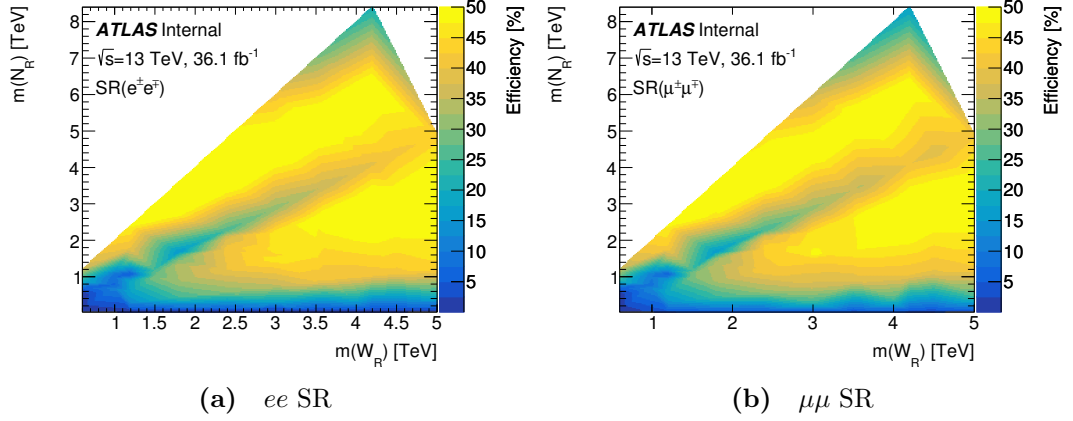 m(N_R) [TeV]
8
7
6
5
4
3
2
1
ATLAS Internal
√s=13 TeV, 36.1 fb⁻¹
SR(e±e∓)
1 1.5 2 2.5 3 3.5 4 4.5 5
m(W_R) [TeV]
Efficiency [%]
50
45
40
35
30
25
20
15
10
5
(a) ee SR
m(N_R) [TeV]
8
7
6
5
4
3
2
1
ATLAS Internal
√s=13 TeV, 36.1 fb⁻¹
SR(μ±μ∓)
1 2 3 4 5
m(W_R) [TeV]
Efficiency [%]
50
45
40
35
30
25
20
15
10
5
(b) μμ SR